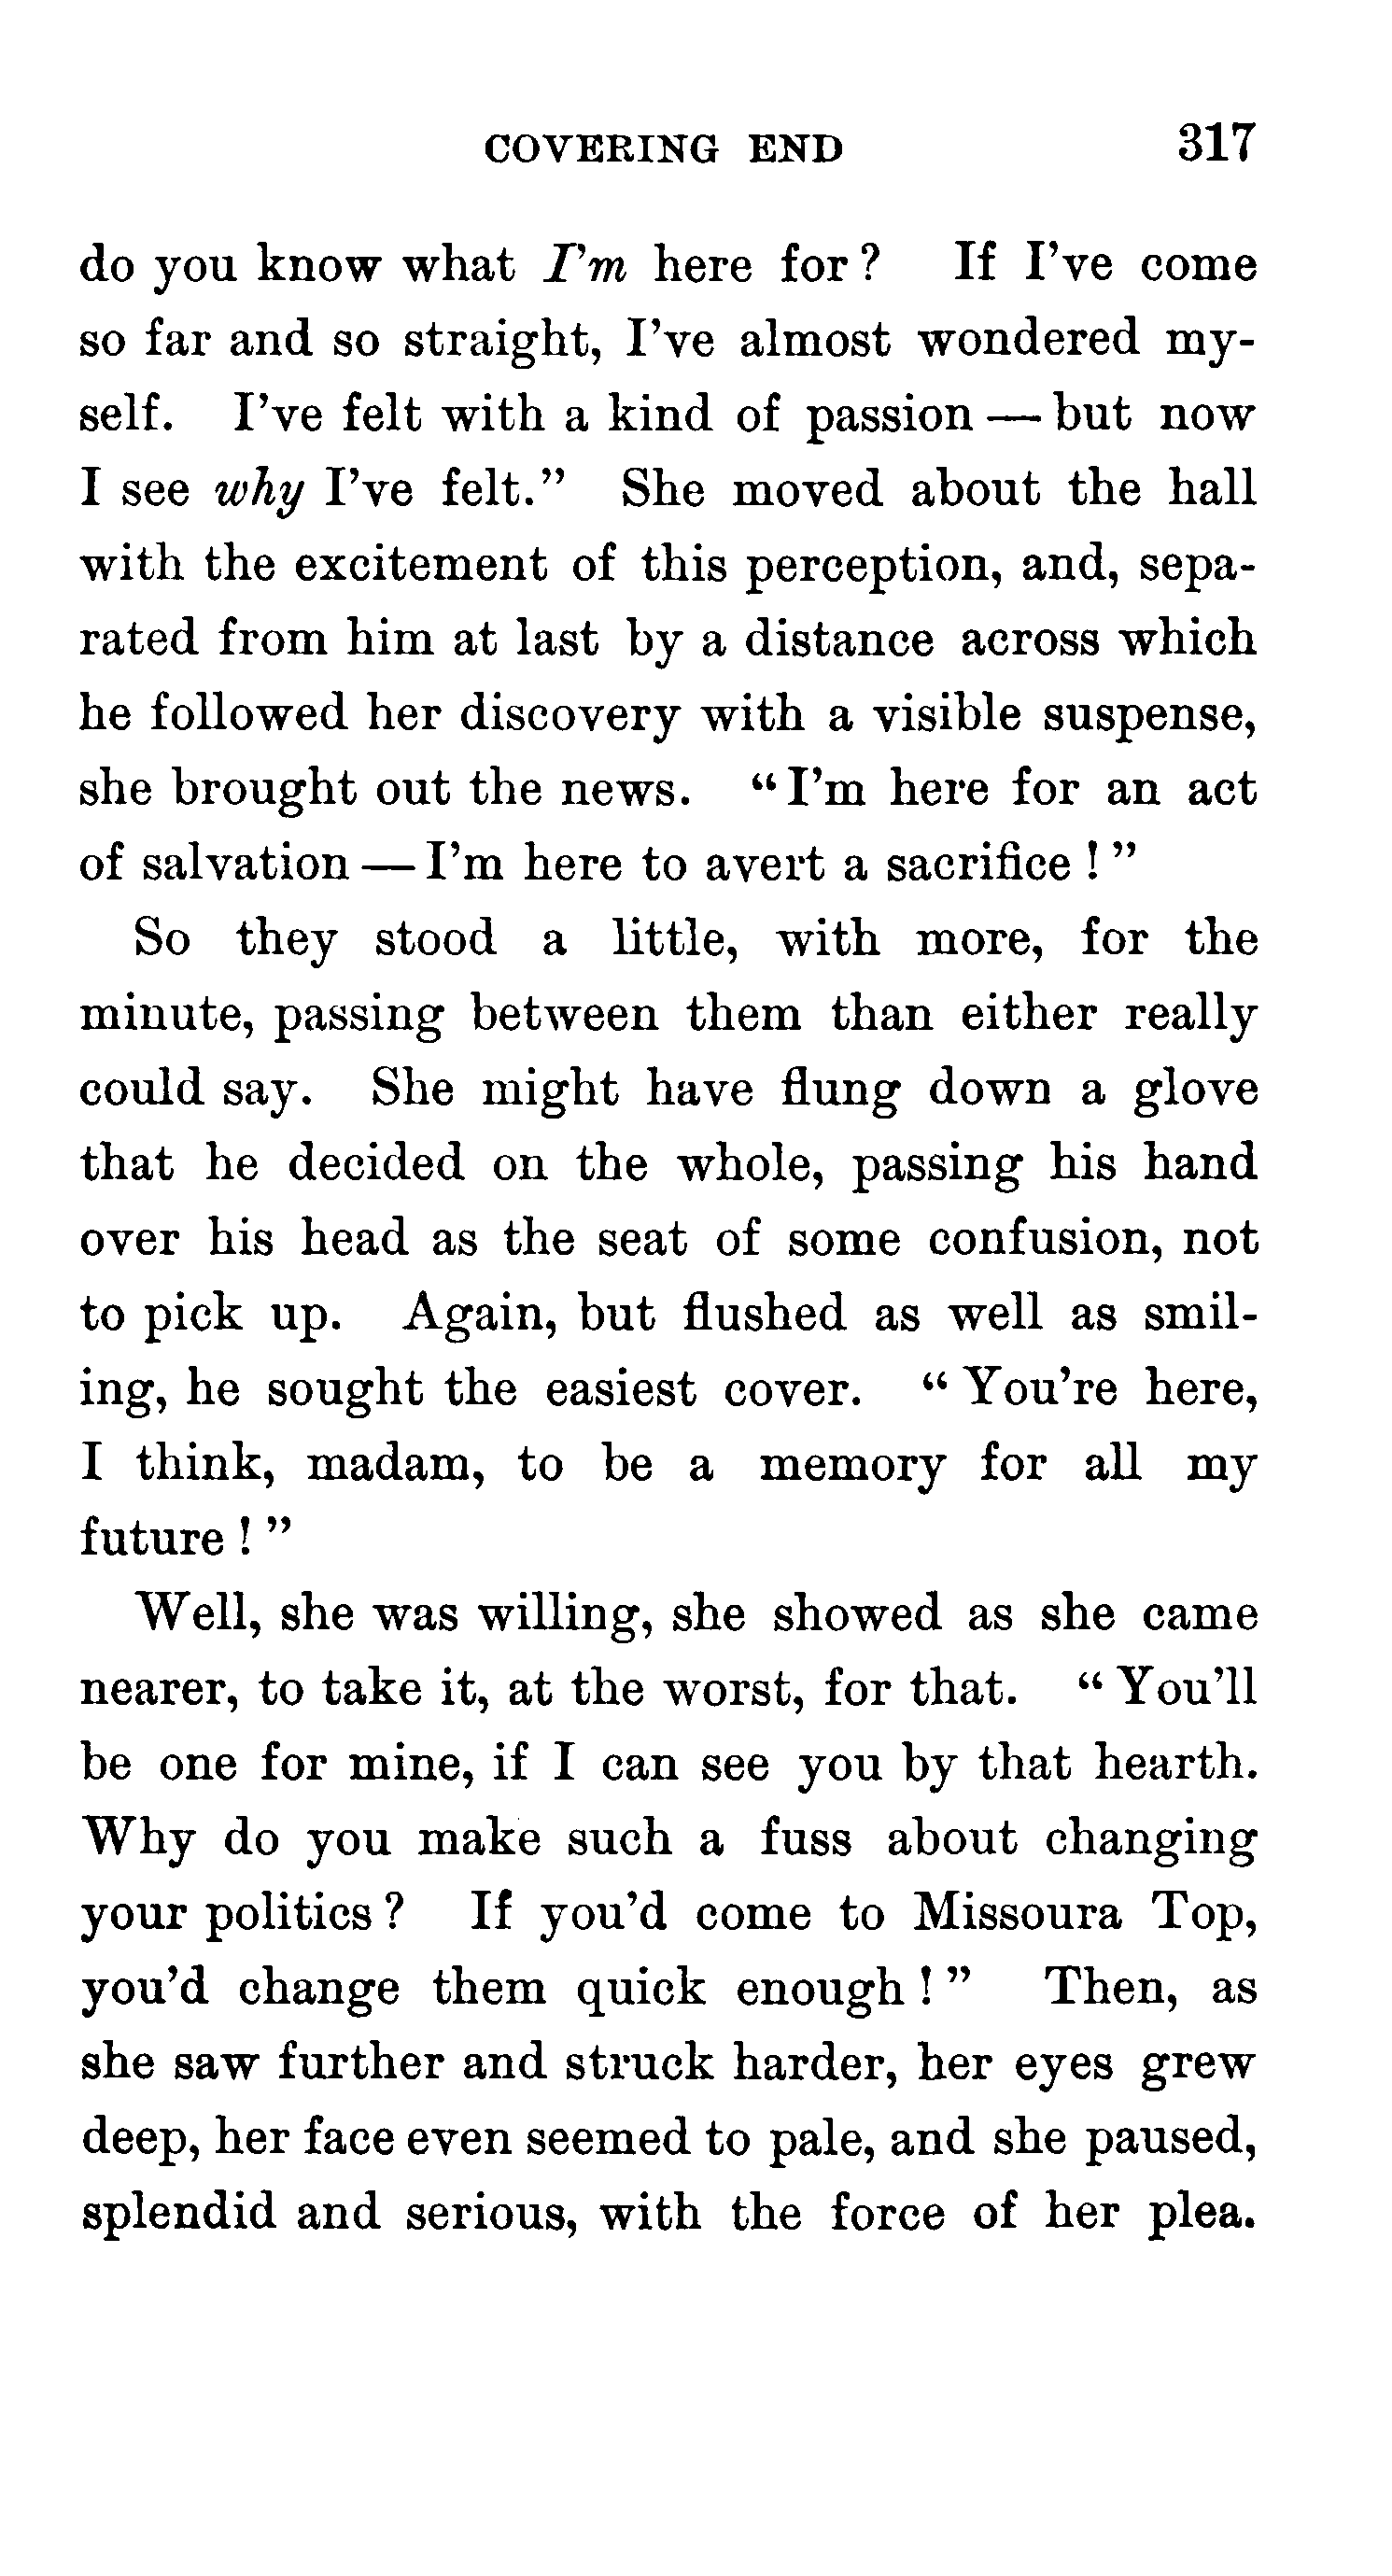 COVERING END 317
do you know what I'm here for? If I've come
so far and so straight, I've almost wondered my-
self. I've felt with a kind of passion — but now
I see why I've felt." She moved about the hall
with the excitement of this perception, and, sepa-
rated from him at last by a distance across which
he followed her discovery with a visible suspense,
she brought out the news. "I'm here for an act
of salvation — I'm here to avert a sacrifice!"
So they stood a little, with more, for the
minute, passing between them than either really
could say. She might have flung down a glove
that he decided on the whole, passing his hand
over his head as the seat of some confusion, not
to pick up. Again, but flushed as well as smil-
ing, he sought the easiest cover. "You're here,
I think, madam, to be a memory for all my
future!"
Well, she was willing, she showed as she came
nearer, to take it, at the worst, for that. "You'll
be one for mine, if I can see you by that hearth.
Why do you make such a fuss about changing
your politics? If you'd come to Missoura Top,
you'd change them quick enough!" Then, as
she saw further and struck harder, her eyes grew
deep, her face even seemed to pale, and she paused,
splendid and serious, with the force of her plea.